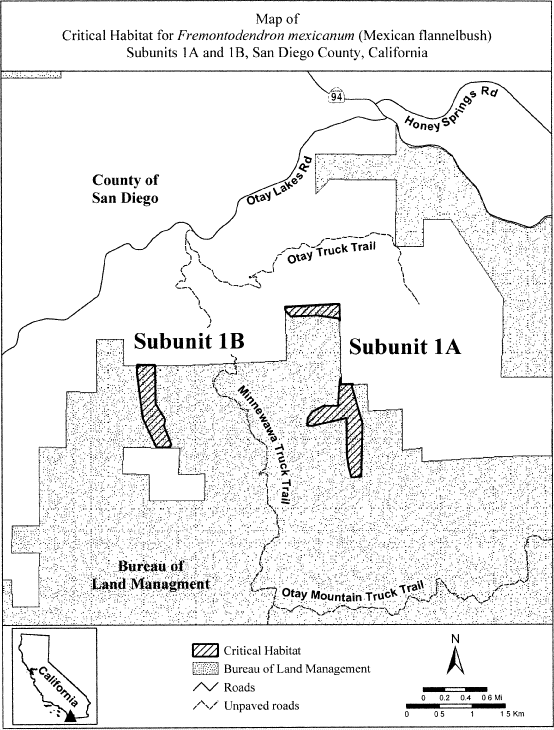 Map of
Critical Habitat for Fremontodendron mexicanum (Mexican flannelbush)
Subunits 1A and 1B, San Diego County, California
94
Honey Springs Rd
County of
San Diego
Otay Lakes Rd
Otay Truck Trail
Subunit 1B
Subunit 1A
Minnewawa Truck Trail
Bureau of
Land Managment
Otay Mountain Truck Trail
California
Critical Habitat
Bureau of Land Management
Roads
Unpaved roads
N
0 0.2 0.4 0 6 Mi
0 0 5 1 1 5 Km